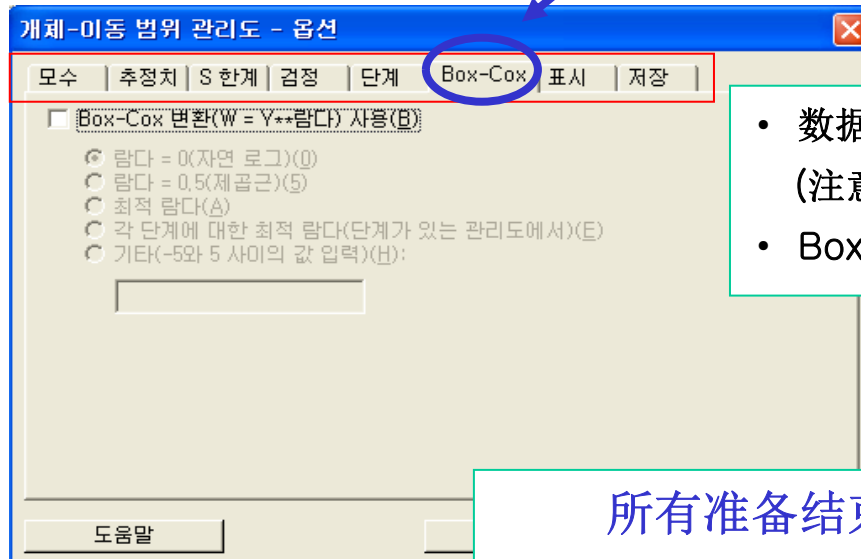 개체-이동 범위 관리도 - 옵션
모수 추정치 S 한계 검정 단계 Box-Cox 표시 저장
Box-Cox 변환(W = Y**람다) 사용(B)
람다 = 0(자연 로그)(0)
람다 = 0,5(제곱근)(5)
최적 람다(A)
각 단계에 대한 최적 람다(단계가 있는 관리도에서)(E)
기타(-5와 5 사이의 값 입력)(H):
• 数据
(注意
• Box
도움말
所有准备结束